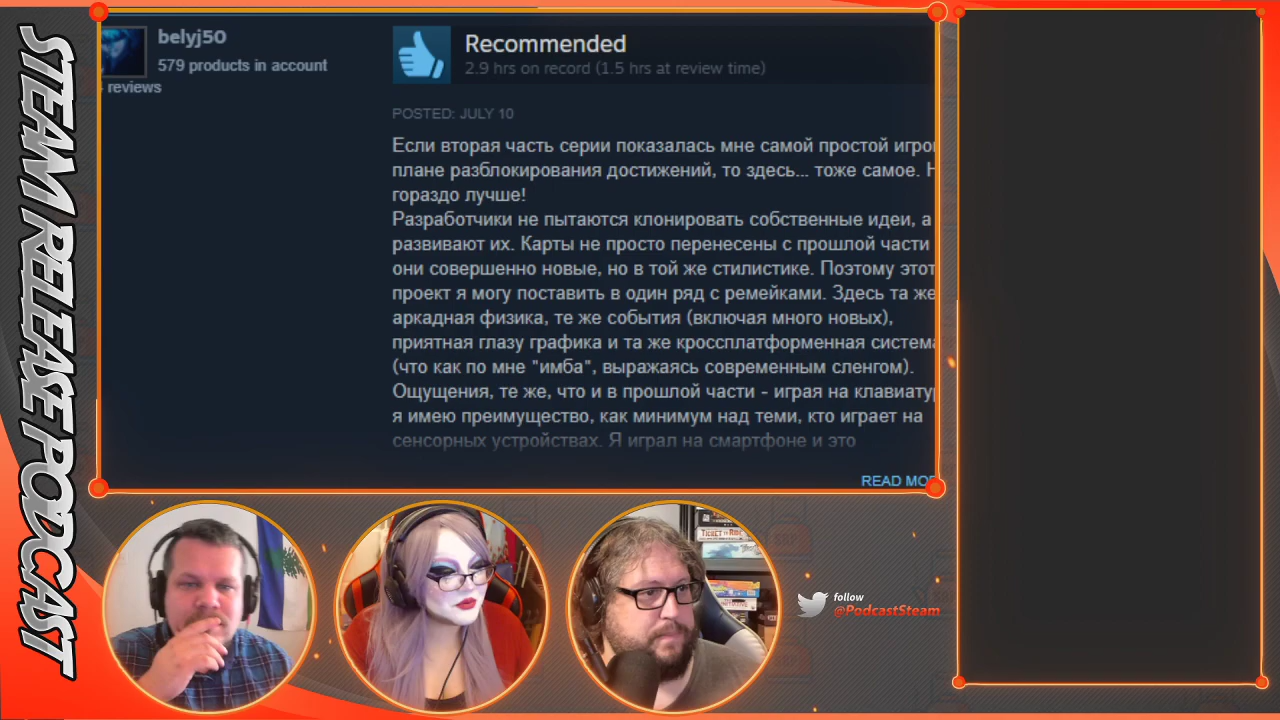 STEAM RELEASE PODCAST
belyj50
579 products in account
reviews
Recommended
2.9 hrs on record (1.5 hrs at review time)
POSTED: JULY 10
Если вторая часть серии показалась мне самой простой игро
плане разблокирования достижений, то здесь... тоже самое. Н
гораздо лучше!
Разработчики не пытаются клонировать собственные идеи, а
развивают их. Карты не просто перенесены с прошлой части
они совершенно новые, но в той же стилистике. Поэтому этот
проект я могу поставить в один ряд с ремейками. Здесь та же
аркадная физика, те же события (включая много новых),
приятная глазу графика и та же кроссплатформенная система
(что как по мне "имба", выражаясь современным сленгом).
Ощущения, те же, что и в прошлой части - играя на клавиату
я имею преимущество, как минимум над теми, кто играет на
сенсорных устройствах. Я играл на смартфоне и это
READ MO
TICKET TO RIDE
follow
@PodcastSteam